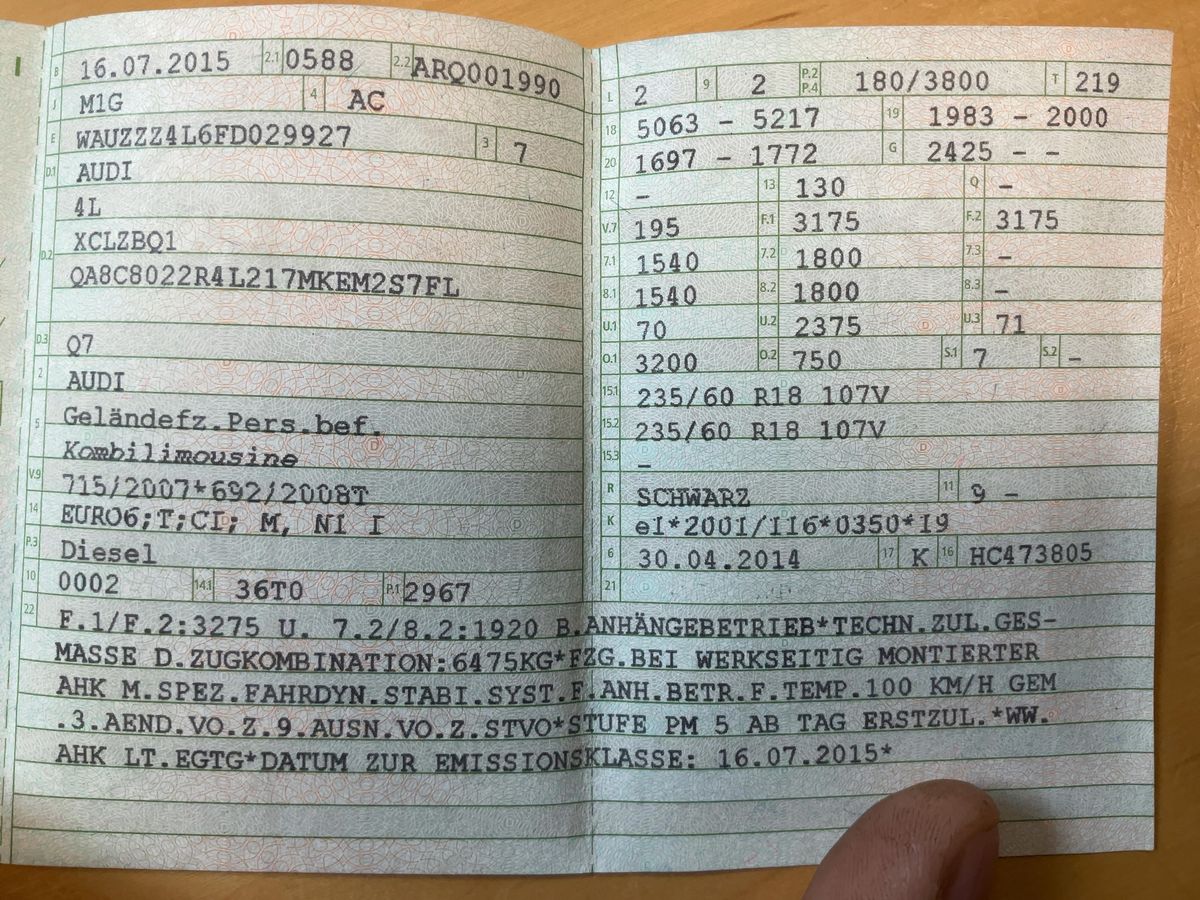 B 16.07.2015 2.1 0588 2.2 ARQ001990
J M1G 4 AC
E WAUZZZ4L6FD029927 3 7
D.1 AUDI
4L
D.2 XCLZBQ1
QA8C8022R4L217MKEM2S7FL
D.3 Q7
2 AUDI
5 Geländefz.Pers.bef.
Kombilimousine
V.9 715/2007*692/2008T
14 EURO6;T;CI; M, N1 I
P.3 Diesel
10 0002 14.1 36T0 P.1 2967
L 2 9 2 P.2 P.4 180/3800 T 219
18 5063 - 5217 19 1983 - 2000
20 1697 - 1772 G 2425 - -
12 - 13 130 Q -
V.7 195 F.1 3175 F.2 3175
7.1 1540 7.2 1800 7.3 -
8.1 1540 8.2 1800 8.3 -
U.1 70 U.2 2375 U.3 71
O.1 3200 O.2 750 S.1 7 S.2 -
15.1 235/60 R18 107V
15.2 235/60 R18 107V
15.3 -
R SCHWARZ 11 9 -
K e1*2001/116*0350*19
6 30.04.2014 17 K 16 HC473805
21
22 F.1/F.2:3275 U. 7.2/8.2:1920 B.ANHÄNGEBETRIEB*TECHN.ZUL.GES-
MASSE D.ZUGKOMBINATION:6475KG*FZG.BEI WERKSEITIG MONTIERTER
AHK M.SPEZ.FAHRDYN.STABI.SYST.F.ANH.BETR.F.TEMP.100 KM/H GEM
.3.AEND.VO.Z.9.AUSN.VO.Z.STVO*STUFE PM 5 AB TAG ERSTZUL.*WW.
AHK LT.EGTG*DATUM ZUR EMISSIONSKLASSE: 16.07.2015*